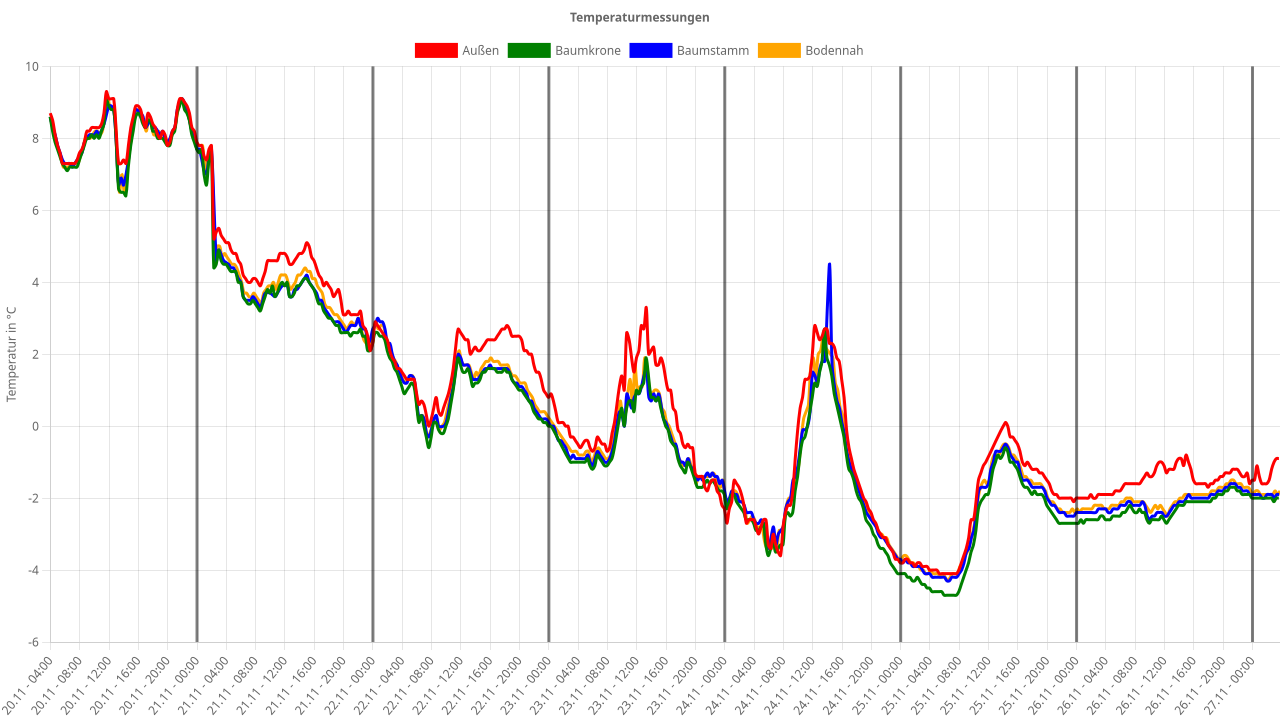 Temperaturmessungen
Außen Baumkrone Baumstamm Bodennah
Temperatur in °C
10
8
6
4
2
0
-2
-4
-6
20.11 - 04:00
20.11 - 08:00
20.11 - 12:00
20.11 - 16:00
20.11 - 20:00
21.11 - 00:00
21.11 - 04:00
21.11 - 08:00
21.11 - 12:00
21.11 - 16:00
21.11 - 20:00
22.11 - 00:00
22.11 - 04:00
22.11 - 08:00
22.11 - 12:00
22.11 - 16:00
22.11 - 20:00
23.11 - 00:00
23.11 - 04:00
23.11 - 08:00
23.11 - 12:00
23.11 - 16:00
23.11 - 20:00
24.11 - 00:00
24.11 - 04:00
24.11 - 08:00
24.11 - 12:00
24.11 - 16:00
24.11 - 20:00
25.11 - 00:00
25.11 - 04:00
25.11 - 08:00
25.11 - 12:00
25.11 - 16:00
25.11 - 20:00
26.11 - 00:00
26.11 - 04:00
26.11 - 08:00
26.11 - 12:00
26.11 - 16:00
26.11 - 20:00
27.11 - 00:00